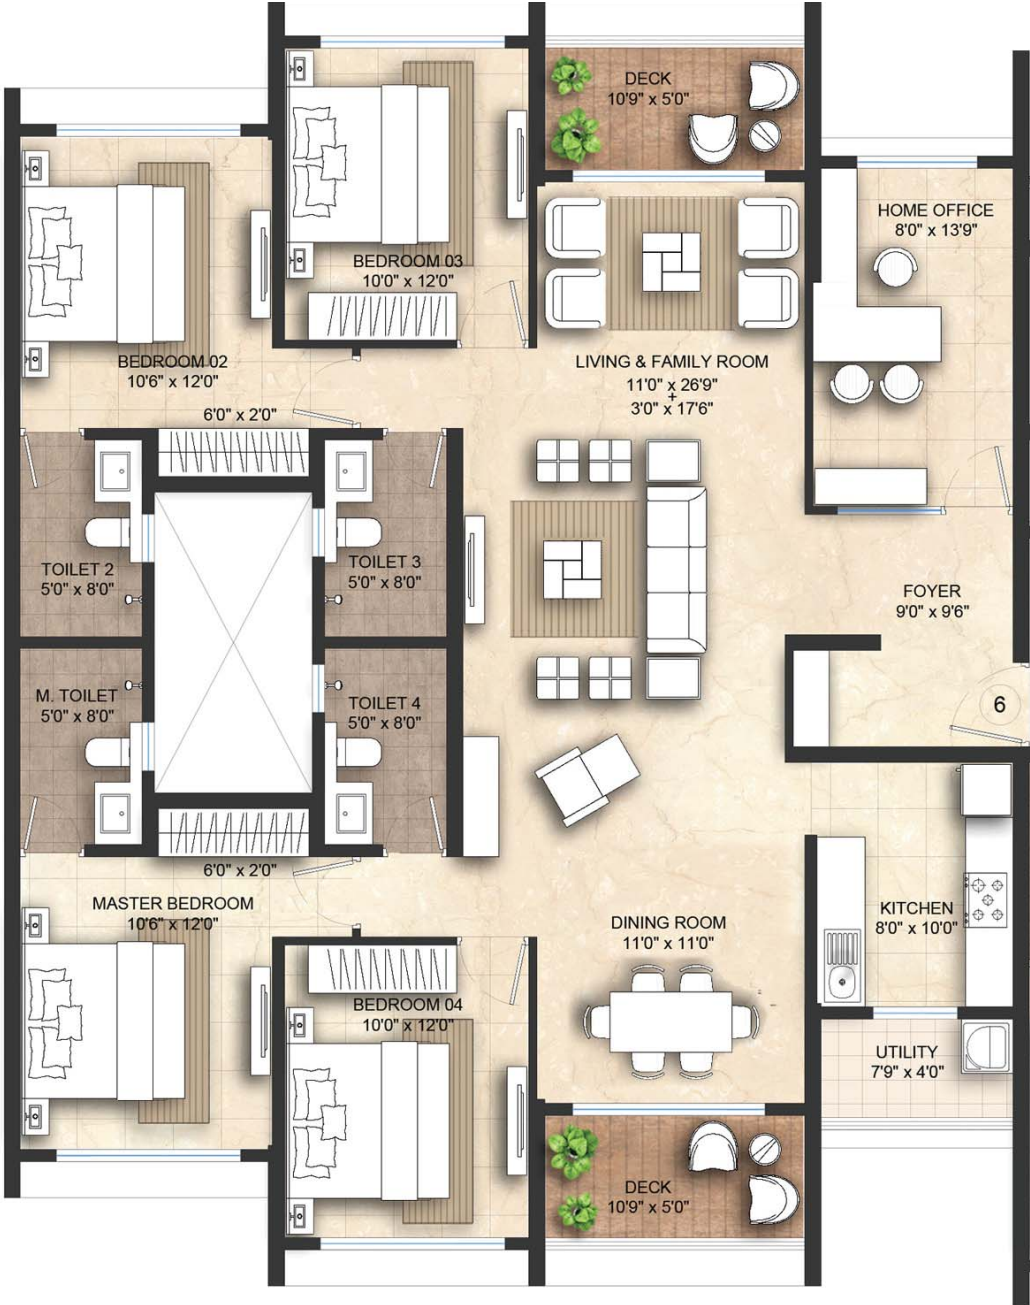 DECK
10'9" x 5'0"
HOME OFFICE
8'0" x 13'9"
BEDROOM 03
10'0" x 12'0"
BEDROOM 02
10'6" x 12'0"
LIVING & FAMILY ROOM
11'0" x 26'9"
+
3'0" x 17'6"
6'0" x 2'0"
TOILET 2
5'0" x 8'0"
TOILET 3
5'0" x 8'0"
FOYER
9'0" x 9'6"
M. TOILET
5'0" x 8'0"
TOILET 4
5'0" x 8'0"
6
6'0" x 2'0"
MASTER BEDROOM
10'6" x 12'0"
DINING ROOM
11'0" x 11'0"
KITCHEN
8'0" x 10'0"
BEDROOM 04
10'0" x 12'0"
UTILITY
7'9" x 4'0"
DECK
10'9" x 5'0"